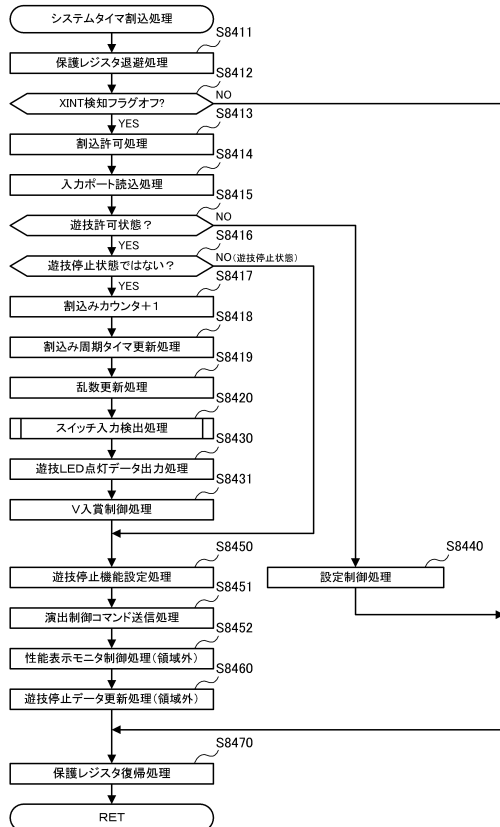 システムタイマ割込処理
S8411
保護レジスタ退避処理
S8412
XINT検知フラグオフ?
NO
YES
S8413
割込許可処理
S8414
入力ポート読込処理
S8415
遊技許可状態？
NO
YES
S8416
遊技停止状態ではない？
NO(遊技停止状態)
YES
S8417
割込みカウンタ＋1
S8418
割込み周期タイマ更新処理
S8419
乱数更新処理
S8420
スイッチ入力検出処理
S8430
遊技LED点灯データ出力処理
S8431
V入賞制御処理
S8450
遊技停止機能設定処理
S8440
設定制御処理
S8451
演出制御コマンド送信処理
S8452
性能表示モニタ制御処理(領域外)
S8460
遊技停止データ更新処理(領域外)
S8470
保護レジスタ復帰処理
RET